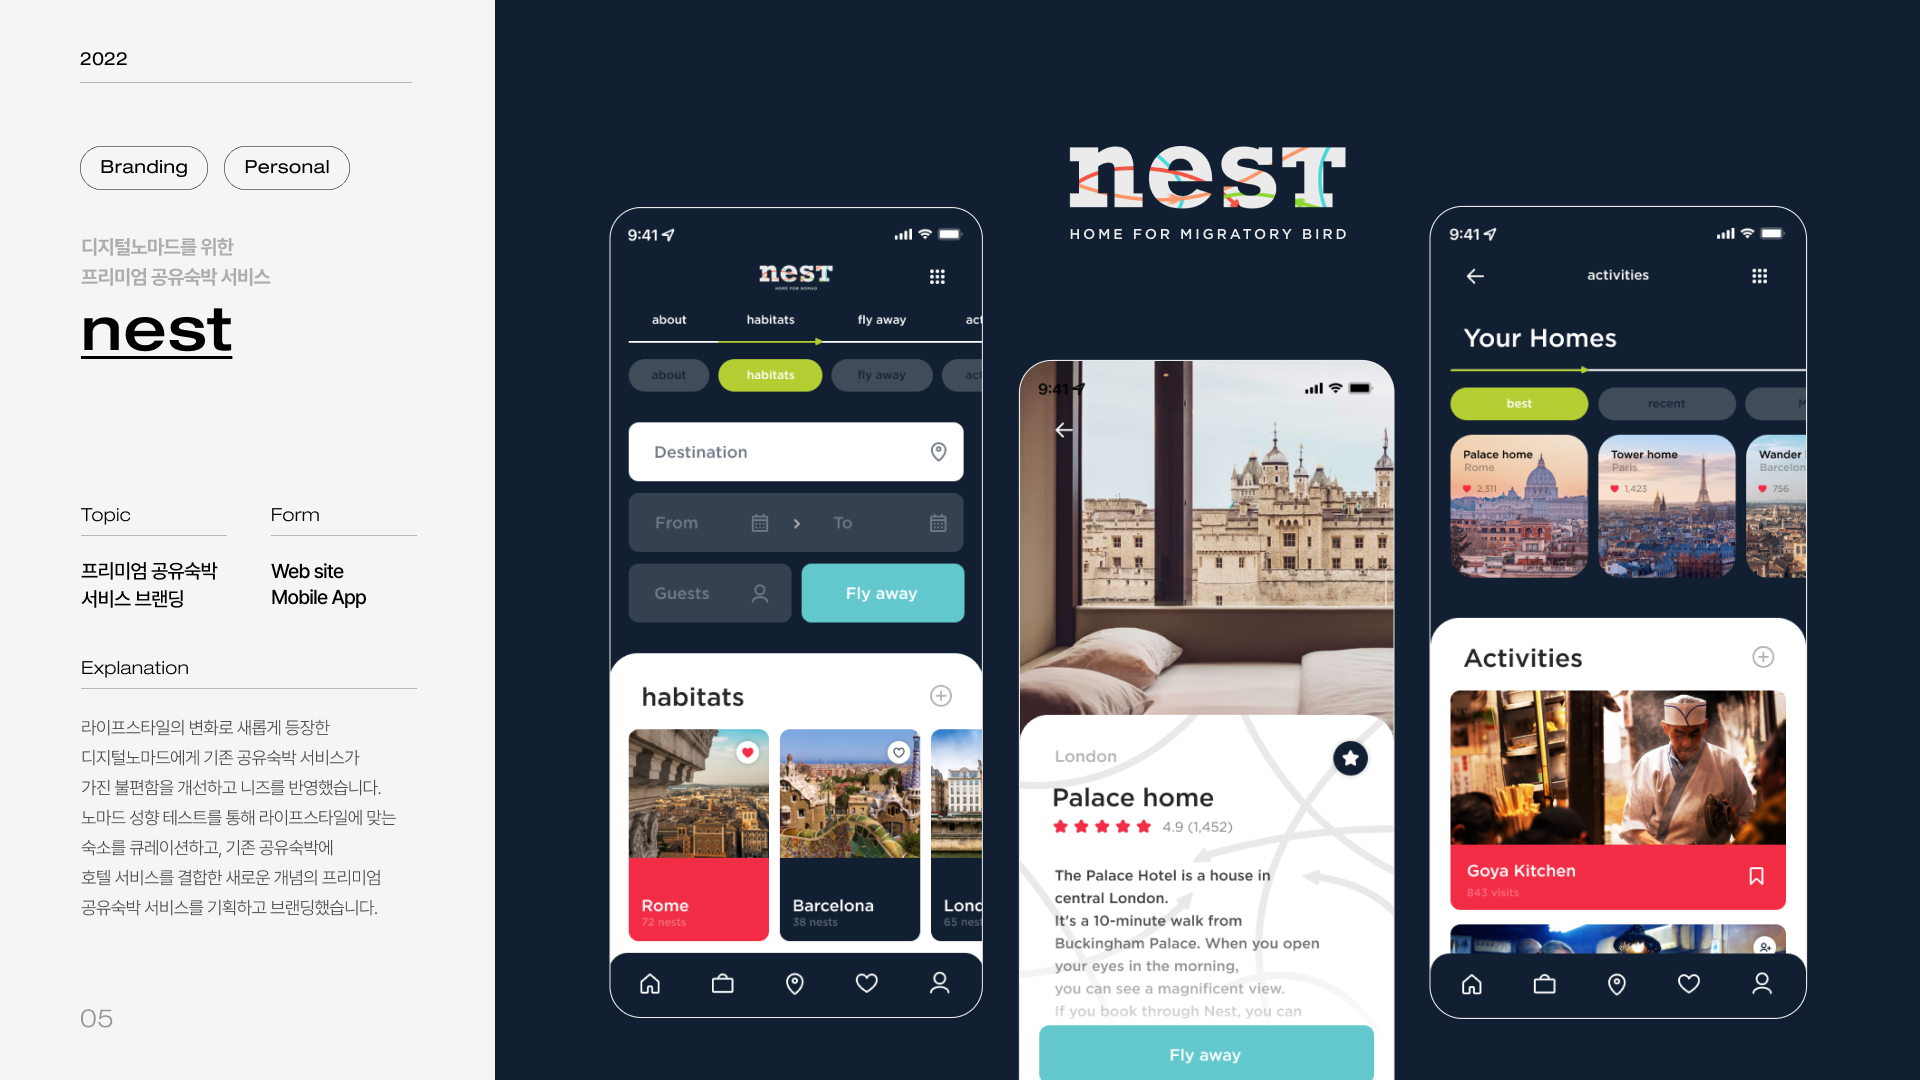 2022
Branding
Personal
디지털노마드를 위한
프리미엄 공유숙박 서비스
nest
Topic
Form
프리미엄 공유숙박
서비스 브랜딩
Web site
Mobile App
Explanation
라이프스타일의 변화로 새롭게 등장한
디지털노마드에게 기존 공유숙박 서비스가
가진 불편함을 개선하고 니즈를 반영했습니다.
노마드 성향 테스트를 통해 라이프스타일에 맞는
숙소를 큐레이션하고, 기존 공유숙박에
호텔 서비스를 결합한 새로운 개념의 프리미엄
공유숙박 서비스를 기획하고 브랜딩했습니다.
05
nest
HOME FOR MIGRATORY BIRD
9:41
nest
HOME FOR NOMAD
about habitats fly away act
about habitats fly away act
Destination
From
To
Guests
Fly away
habitats
Rome
72 nests
Barcelona
38 nests
Lond
65 nest
9:41
London
Palace home
4.9 (1,452)
The Palace Hotel is a house in
central London.
It's a 10-minute walk from
Buckingham Palace. When you open
your eyes in the morning,
you can see a magnificent view.
If you book through Nest, you can
Fly away
9:41
activities
Your Homes
best recent M
Palace home
Rome
2,311
Tower home
Paris
1,423
Wander
Barcelon
756
Activities
Goya Kitchen
843 visits